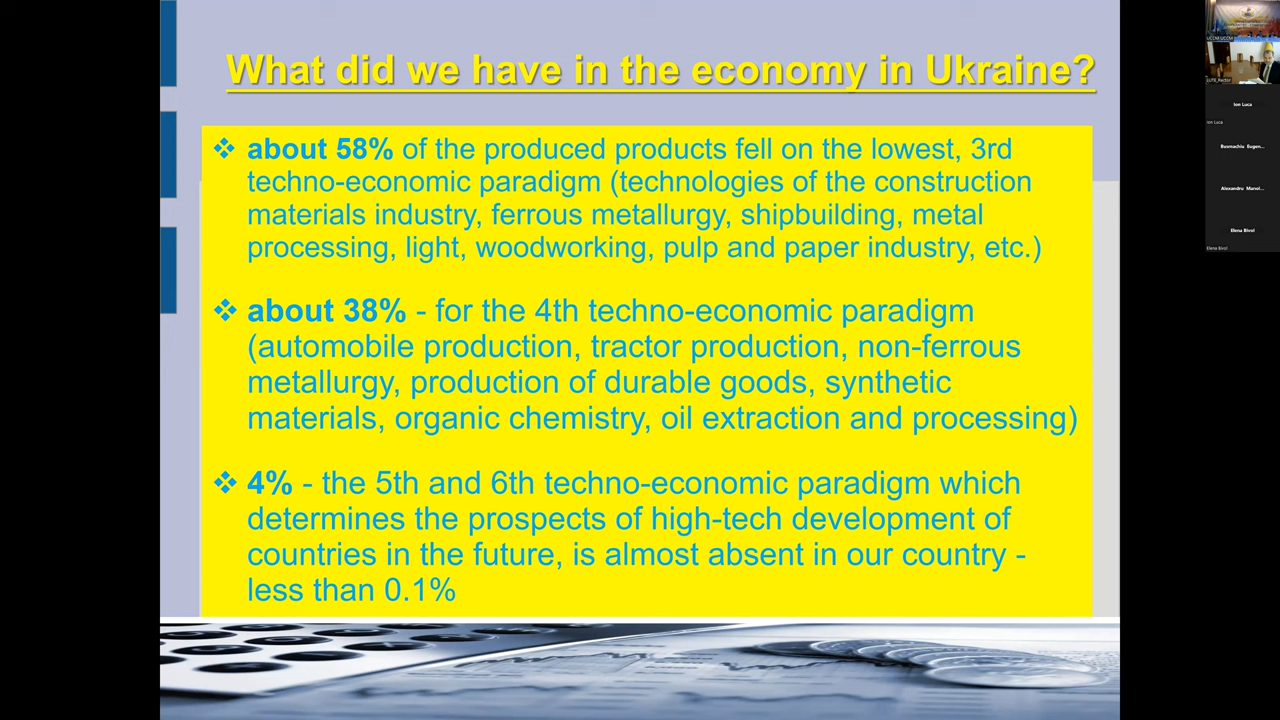 What did we have in the economy in Ukraine?
❖ about 58% of the produced products fell on the lowest, 3rd
techno-economic paradigm (technologies of the construction
materials industry, ferrous metallurgy, shipbuilding, metal
processing, light, woodworking, pulp and paper industry, etc.)
❖ about 38% - for the 4th techno-economic paradigm
(automobile production, tractor production, non-ferrous
metallurgy, production of durable goods, synthetic
materials, organic chemistry, oil extraction and processing)
❖ 4% - the 5th and 6th techno-economic paradigm which
determines the prospects of high-tech development of
countries in the future, is almost absent in our country -
less than 0.1%
Ion Luca
Ion Luca
Alexandru Manol...
Elena Bivol
Elena Bivol